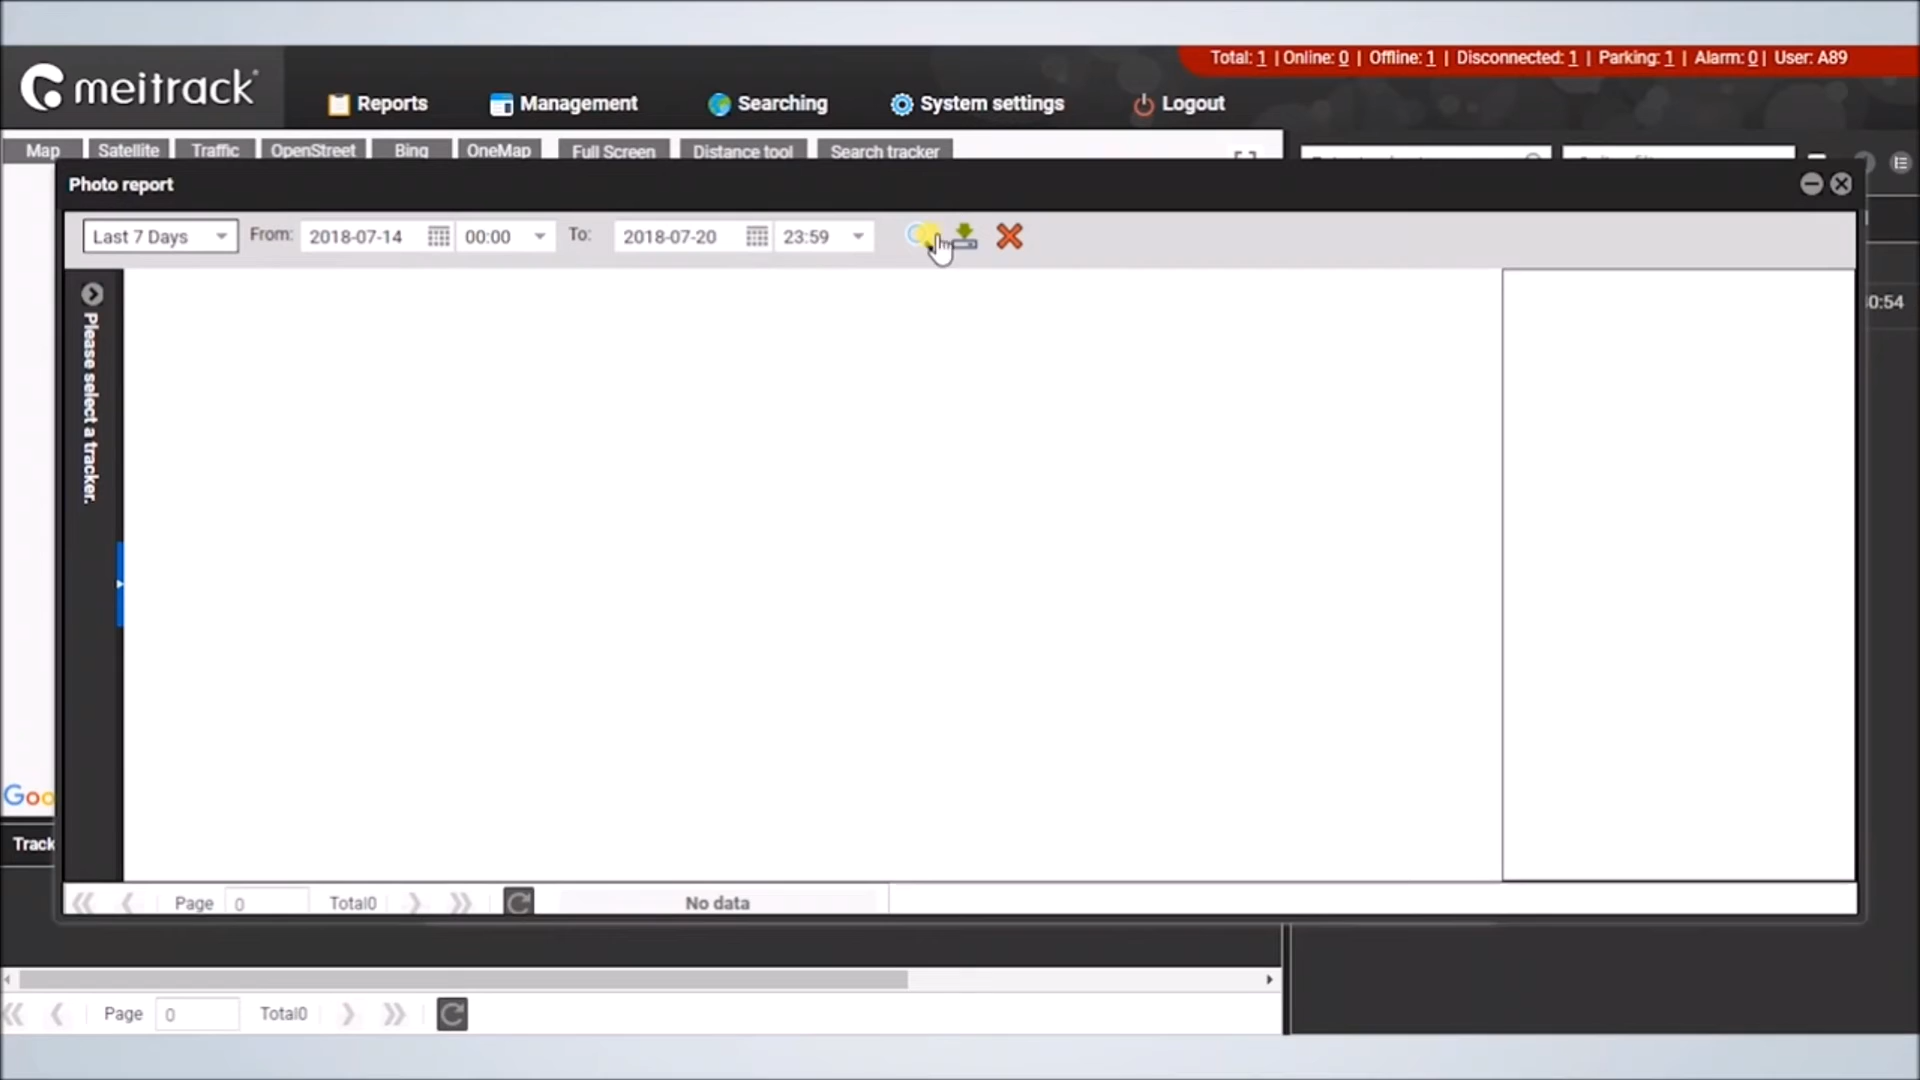 Total: 1 | Online: 0 | Offline: 1 | Disconnected: 1 | Parking: 1 | Alarm: 0 | User: A89
meitrack
Reports Management Searching System settings Logout
Map Satellite Traffic OpenStreet Bing OneMap Full Screen Distance tool Search tracker
Photo report
Last 7 Days From: 2018-07-14 00:00 To: 2018-07-20 23:59
0:54
Please select a tracker.
Goo
Track
Page 0 Total0 No data
Page 0 Total0